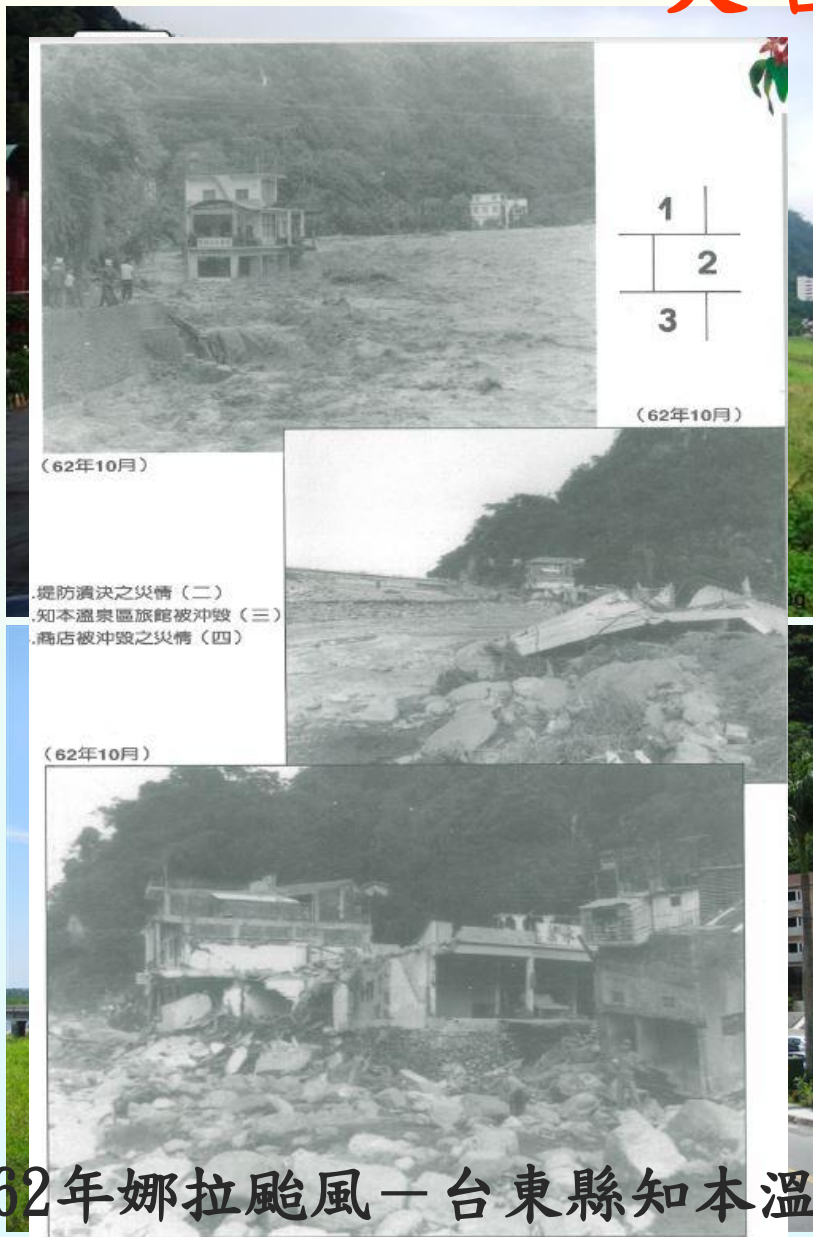 1
2
3
(62年10月)
(62年10月)
.堤防潰決之災情(二)
.知本溫泉區旅館被沖毀(三)
.商店被沖毀之災情(四)
(62年10月)
62年娜拉颱風－台東縣知本溫